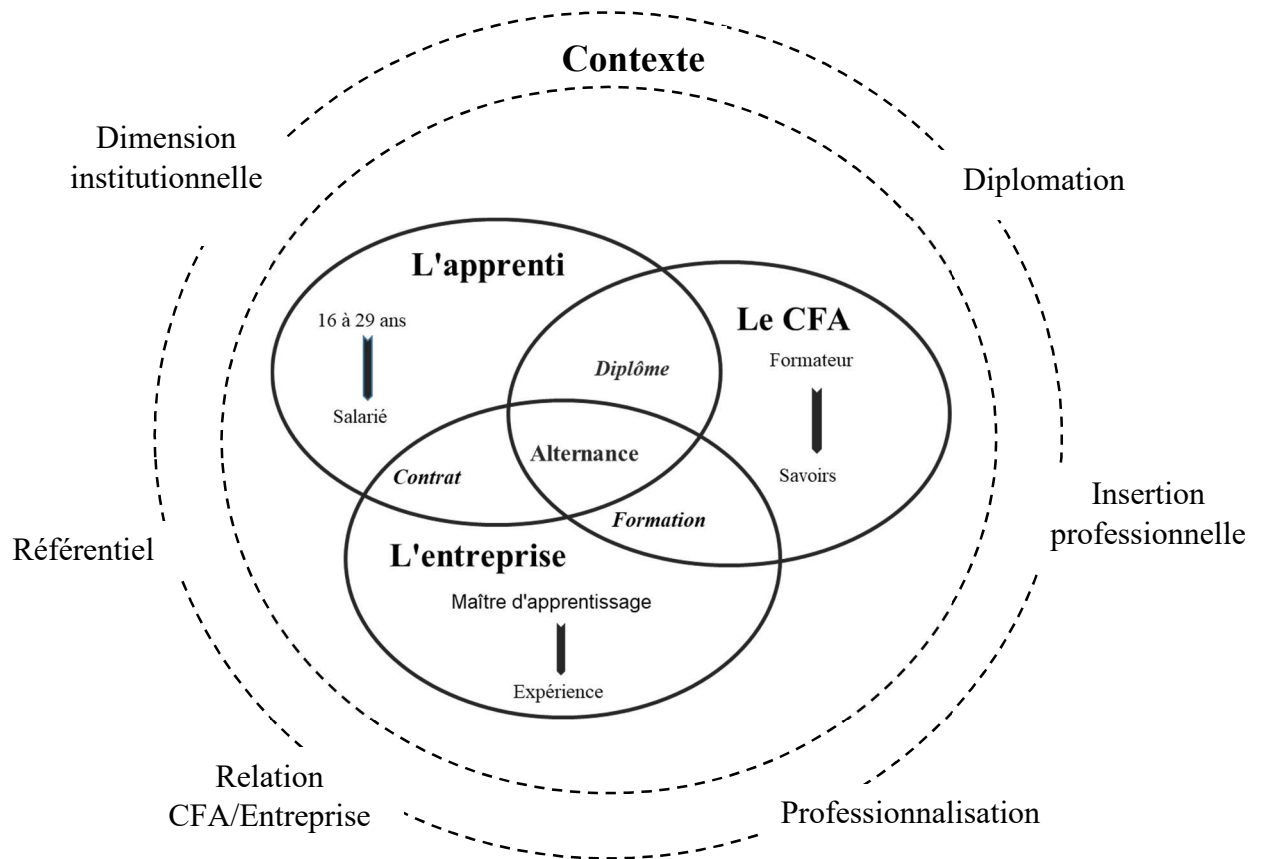 Contexte
Dimension
institutionnelle
Diplomation
L'apprenti
16 à 29 ans
Salarié
Le CFA
Formateur
Savoirs
Diplôme
Alternance
Contrat
Formation
L'entreprise
Maître d'apprentissage
Expérience
Référentiel
Insertion
professionnelle
Relation
CFA/Entreprise
Professionnalisation